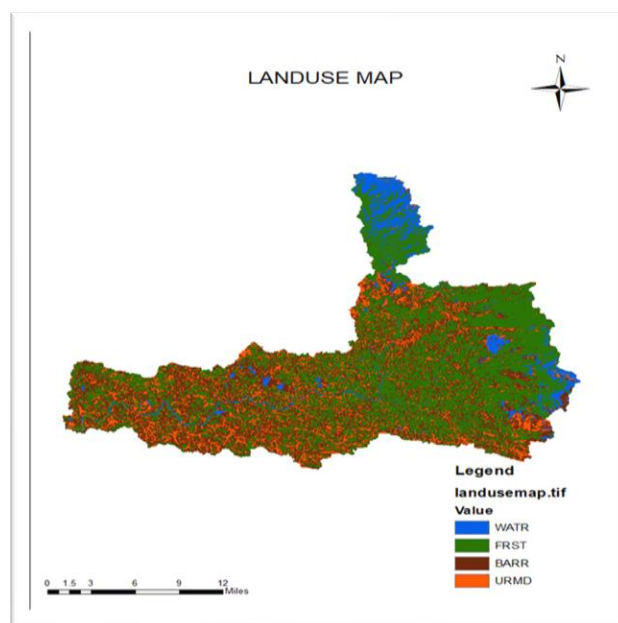 LANDUSE MAP
N
Legend
landusemap.tif
Value
WATR
FRST
BARR
URMD
0 1.5 3 6 9 12
Miles